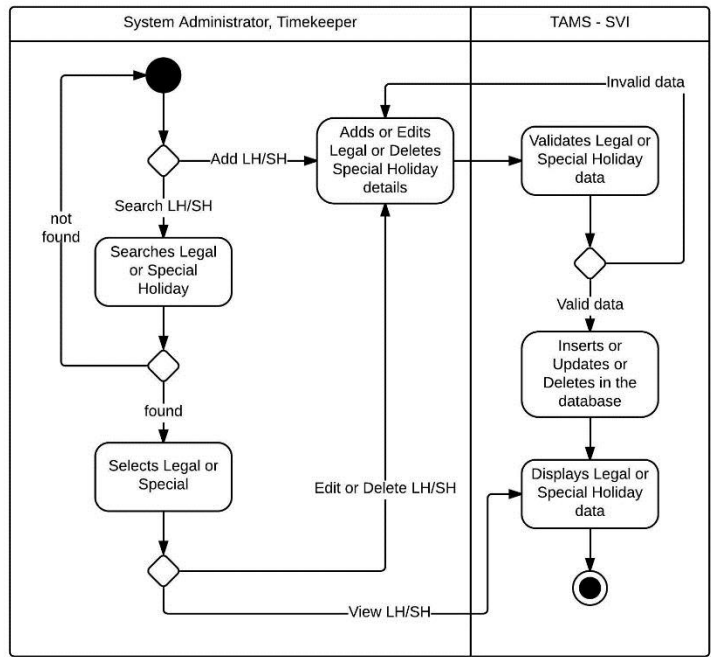 System Administrator, Timekeeper
TAMS - SVI
Invalid data
Adds or Edits
Legal or Deletes
Special Holiday
details
Validates Legal or
Special Holiday
data
Add LH/SH
Search LH/SH
not
found
Searches Legal
or Special
Holiday
Valid data
Inserts or
Updates or
Deletes in the
database
found
Selects Legal or
Special
Edit or Delete LH/SH
Displays Legal or
Special Holiday
data
View LH/SH